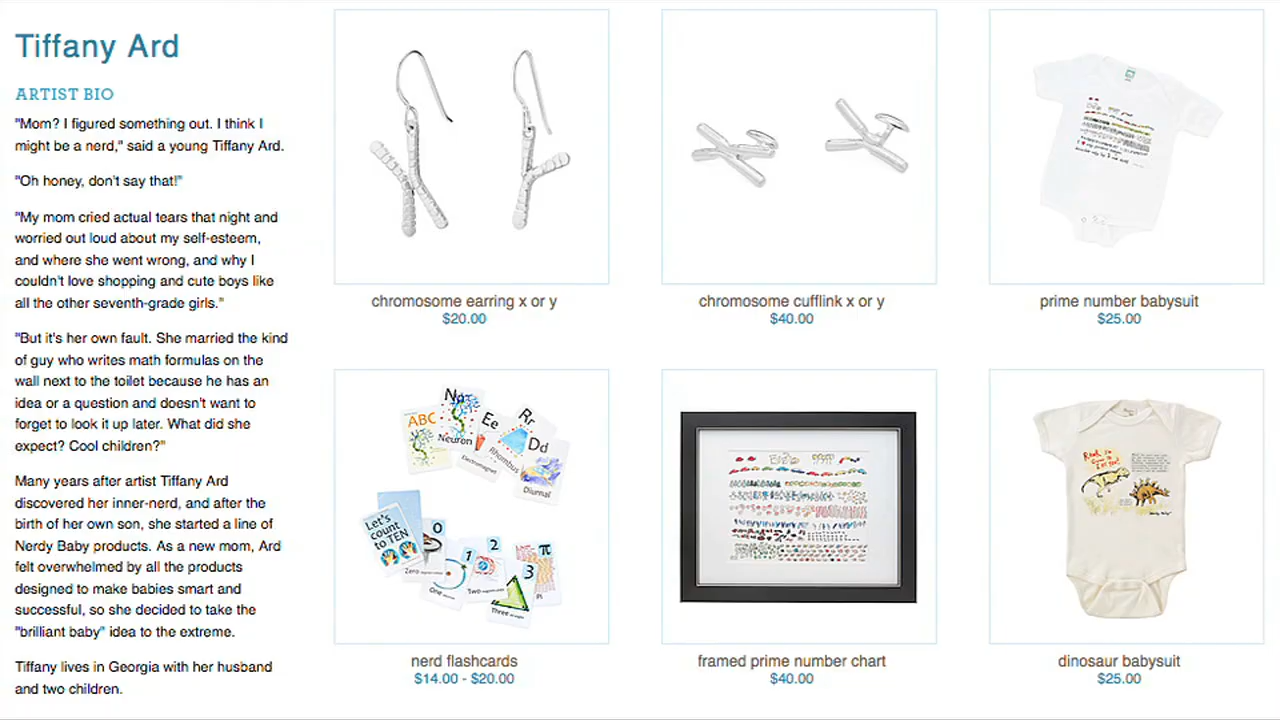 Tiffany Ard
ARTIST BIO
"Mom? I figured something out. I think I
might be a nerd," said a young Tiffany Ard.
"Oh honey, don't say that!"
"My mom cried actual tears that night and
worried out loud about my self-esteem,
and where she went wrong, and why I
couldn't love shopping and cute boys like
all the other seventh-grade girls."
"But it's her own fault. She married the kind
of guy who writes math formulas on the
wall next to the toilet because he has an
idea or a question and doesn't want to
forget to look it up later. What did she
expect? Cool children?"
Many years after artist Tiffany Ard
discovered her inner-nerd, and after the
birth of her own son, she started a line of
Nerdy Baby products. As a new mom, Ard
felt overwhelmed by all the products
designed to make babies smart and
successful, so she decided to take the
"brilliant baby" idea to the extreme.
Tiffany lives in Georgia with her husband
and two children.
chromosome earring x or y
$20.00
chromosome cufflink x or y
$40.00
prime number babysuit
$25.00
ABC
Neuron
Ee
Electromagnet
Rr
Rhombus
Dd
Diurnal
Let's
count
to TEN
0
Zero
1
One
2
Two
3
Three
π
Pi
nerd flashcards
$14.00 - $20.00
framed prime number chart
$40.00
dinosaur babysuit
$25.00